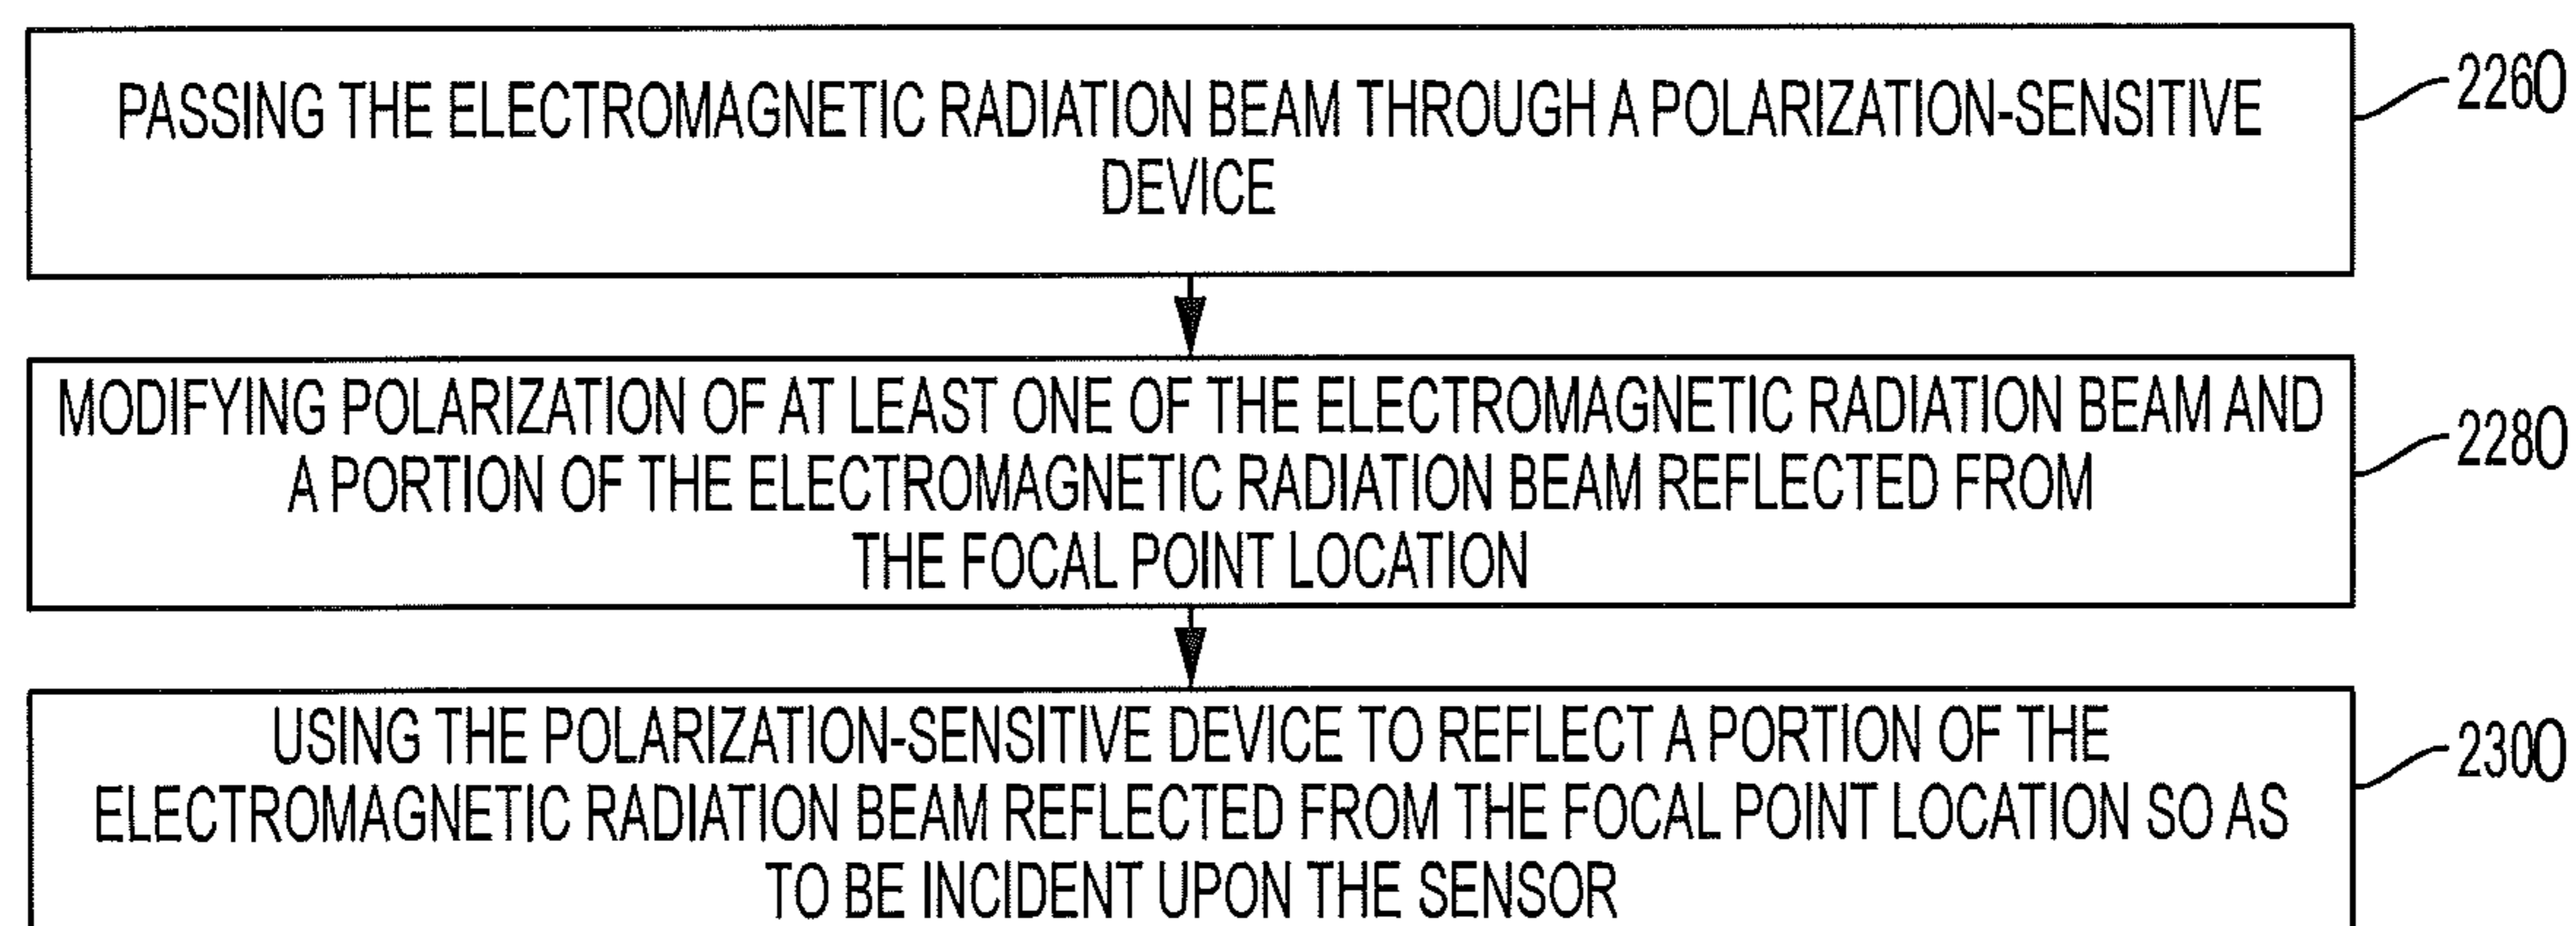 PASSING THE ELECTROMAGNETIC RADIATION BEAM THROUGH A POLARIZATION-SENSITIVE
DEVICE
2260
MODIFYING POLARIZATION OF AT LEAST ONE OF THE ELECTROMAGNETIC RADIATION BEAM AND
A PORTION OF THE ELECTROMAGNETIC RADIATION BEAM REFLECTED FROM
THE FOCAL POINT LOCATION
2280
USING THE POLARIZATION-SENSITIVE DEVICE TO REFLECT A PORTION OF THE
ELECTROMAGNETIC RADIATION BEAM REFLECTED FROM THE FOCAL POINT LOCATION SO AS
TO BE INCIDENT UPON THE SENSOR
2300